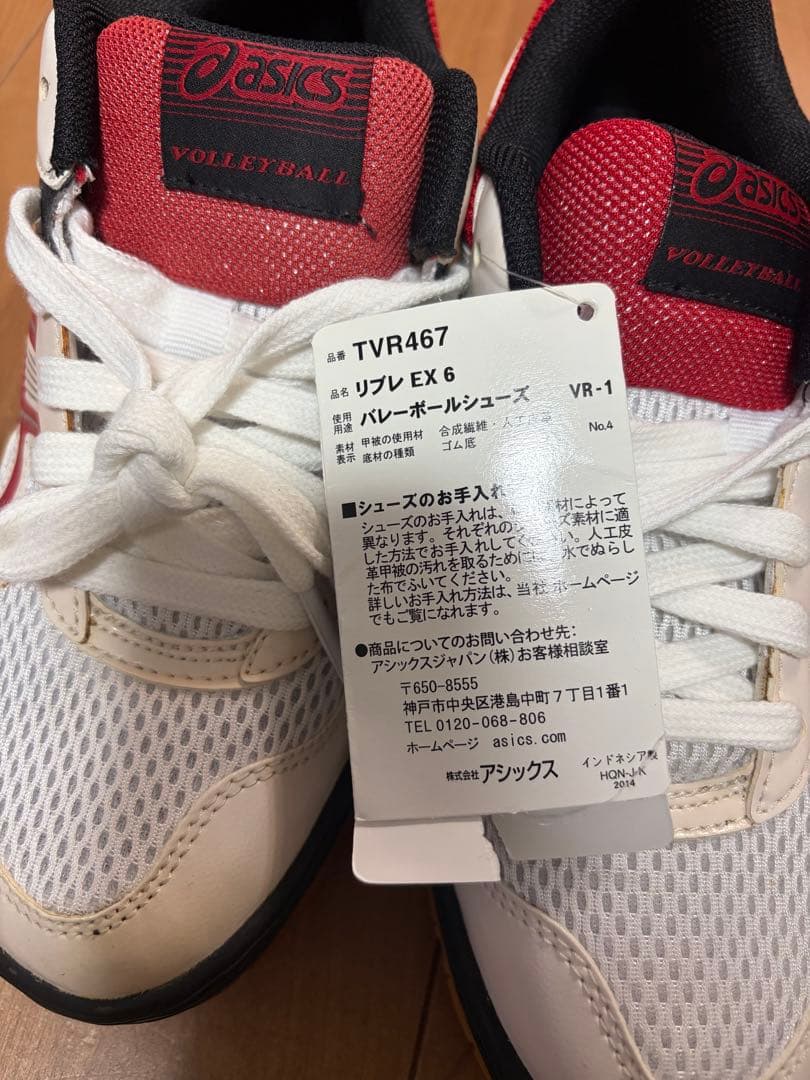 asics
VOLLEYBALL
asics
VOLLEYBALL
品番 TVR467
品名 リブレ EX 6
使用用途 バレーボールシューズ VR-1
素材表示 甲被の使用材 合成繊維・人工 No.4
底材の種類 ゴム底
■シューズのお手入れ
シューズのお手入れは、 材によって
異なります。それぞれの ズ素材に適
した方法でお手入れしてください。人工皮
革甲被の汚れを取るためには、水でぬらし
た布でふいてください。
詳しいお手入れ方法は、当社 ホームページ
でもご覧になれます。
●商品についてのお問い合わせ先：
アシックスジャパン（株）お客様相談室
〒650-8555
神戸市中央区港島中町7丁目1番1
TEL 0120-068-806
ホームページ asics.com
株式会社アシックス
インドネシア製
HQN-J-K
2014